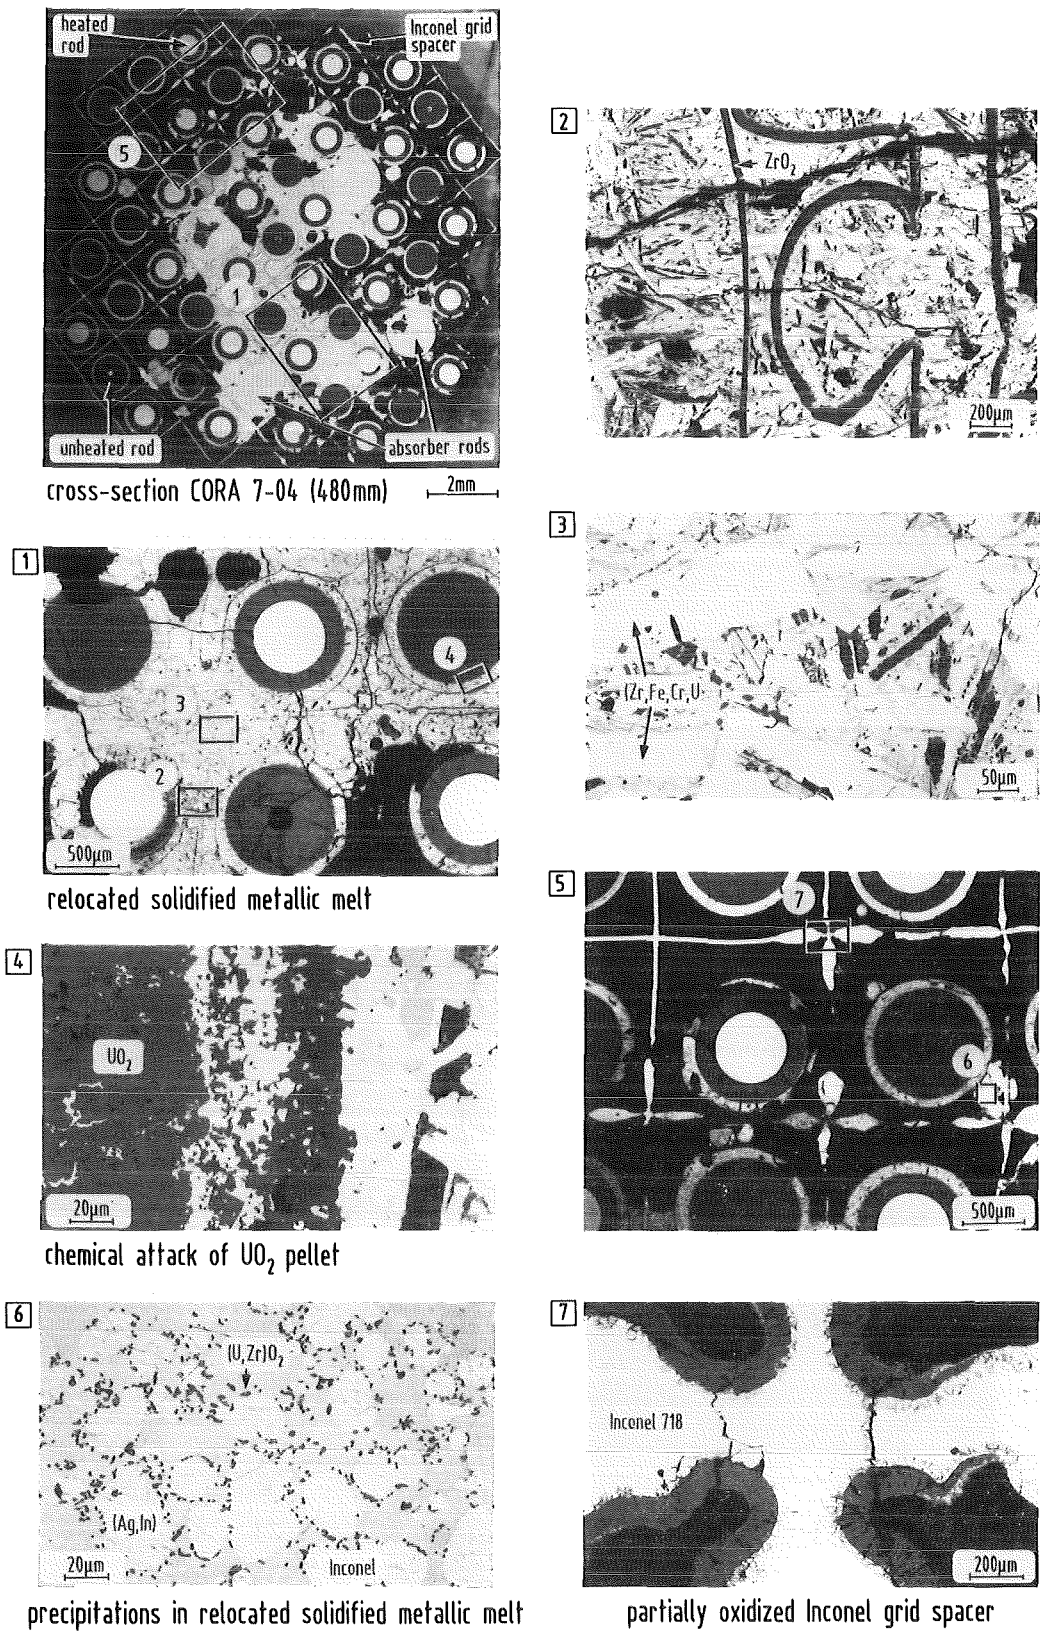 heated
rod
Inconel grid
spacer
5
1
unheated rod
absorber rods
cross-section CORA 7-04 (480mm)
2mm
2
ZrO2
200µm
1
4
3
2
500µm
relocated solidified metallic melt
3
(Zr,Fe,Cr,U
50µm
4
UO2
20µm
chemical attack of UO2 pellet
5
7
6
500µm
6
(U,Zr)O2
(Ag,In)
20µm
Inconel
precipitations in relocated solidified metallic melt
7
Inconel 718
200µm
partially oxidized Inconel grid spacer